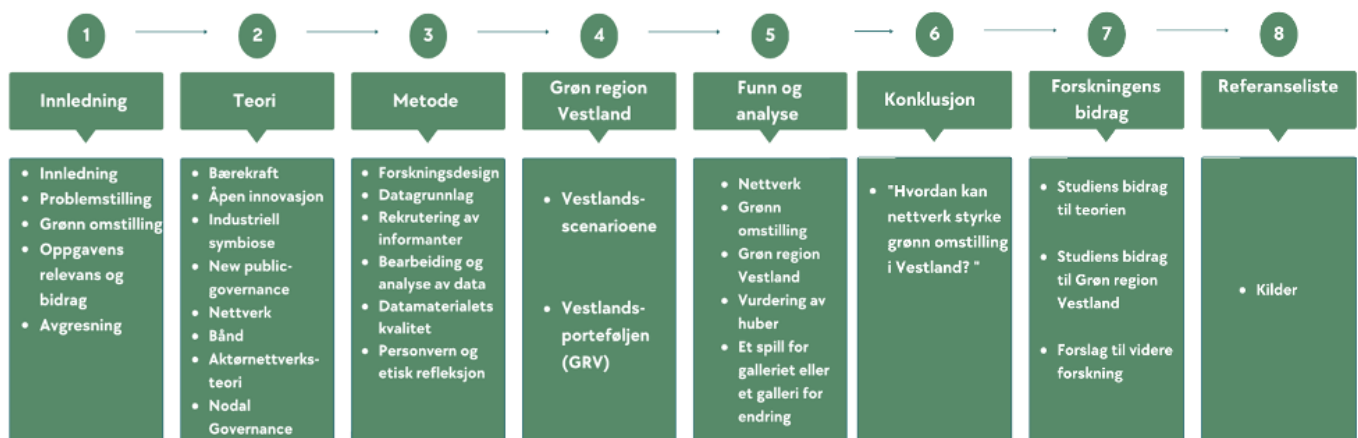 1
2
3
4
5
6
7
8
Innledning
Teori
Metode
Grøn region
Vestland
Funn og
analyse
Konklusjon
Forskningens
bidrag
Referanseliste
• Innledning
• Problemstilling
• Grønn omstilling
• Oppgavens
relevans og
bidrag
• Avgresning
• Bærekraft
• Åpen innovasjon
• Industriell
symbiose
• New public-
governance
• Nettverk
• Bånd
• Aktørnettverks-
teori
• Nodal
Governance
• Forskningsdesign
• Datagrunnlag
• Rekrutering av
informanter
• Bearbeiding og
analyse av data
• Datamaterialets
kvalitet
• Personvern og
etisk refleksjon
• Vestlands-
scenarioene
• Vestlands-
porteføljen
(GRV)
• Nettverk
• Grønn
omstilling
• Grøn region
Vestland
• Vurdering av
huber
• Et spill for
galleriet eller
et galleri for
endring
• "Hvordan kan
nettverk styrke
grønn omstilling
i Vestland? "
• Studiens bidrag
til teorien
• Studiens bidrag
til Grøn region
Vestland
• Forslag til videre
forskning
• Kilder